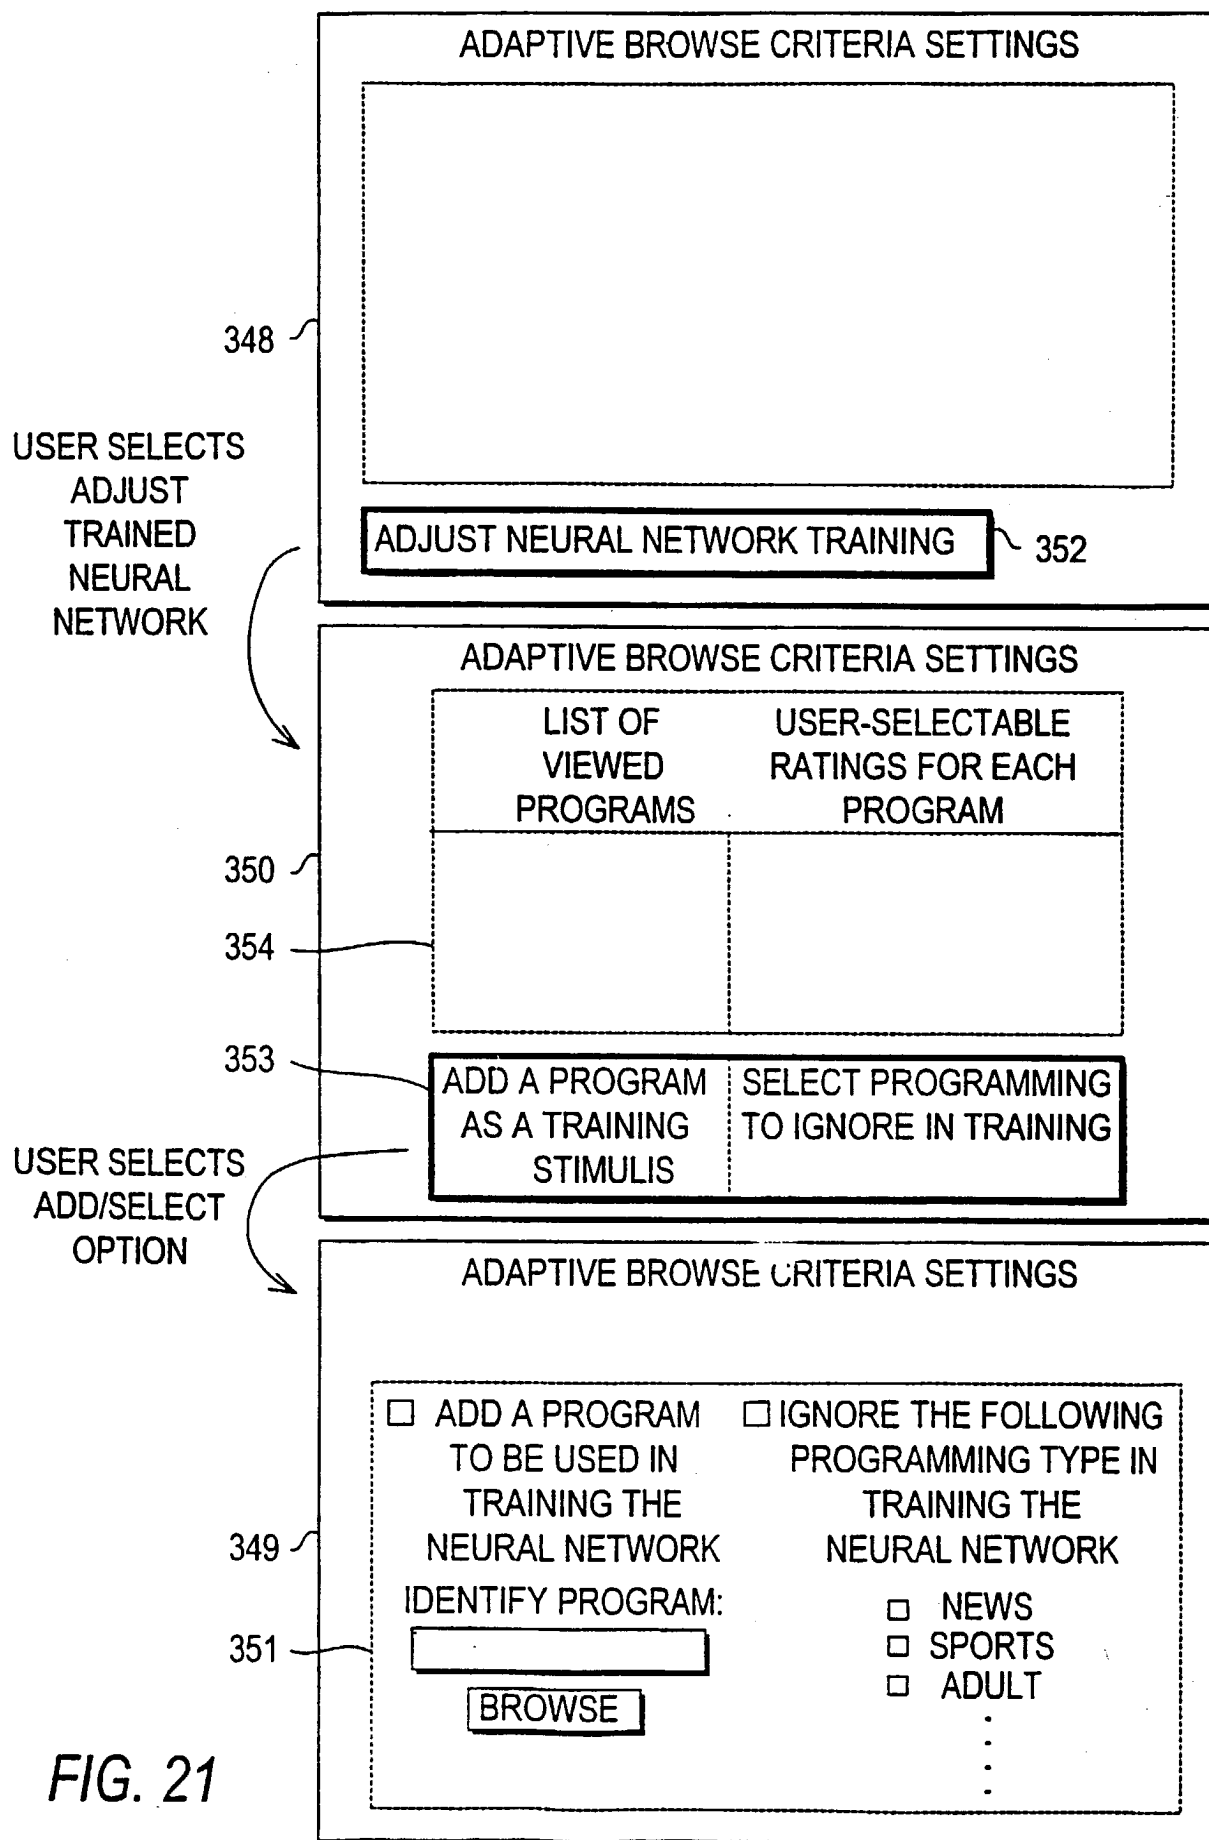 ADAPTIVE BROWSE CRITERIA SETTINGS
348
USER SELECTS
ADJUST
TRAINED
NEURAL
NETWORK
ADJUST NEURAL NETWORK TRAINING
352
ADAPTIVE BROWSE CRITERIA SETTINGS
LIST OF
VIEWED
PROGRAMS
USER-SELECTABLE
RATINGS FOR EACH
PROGRAM
350
354
353
ADD A PROGRAM
AS A TRAINING
STIMULIS
SELECT PROGRAMMING
TO IGNORE IN TRAINING
USER SELECTS
ADD/SELECT
OPTION
ADAPTIVE BROWSE CRITERIA SETTINGS
ADD A PROGRAM
TO BE USED IN
TRAINING THE
NEURAL NETWORK
IDENTIFY PROGRAM:
BROWSE
IGNORE THE FOLLOWING
PROGRAMMING TYPE IN
TRAINING THE
NEURAL NETWORK
NEWS
SPORTS
ADULT
349
351
FIG. 21